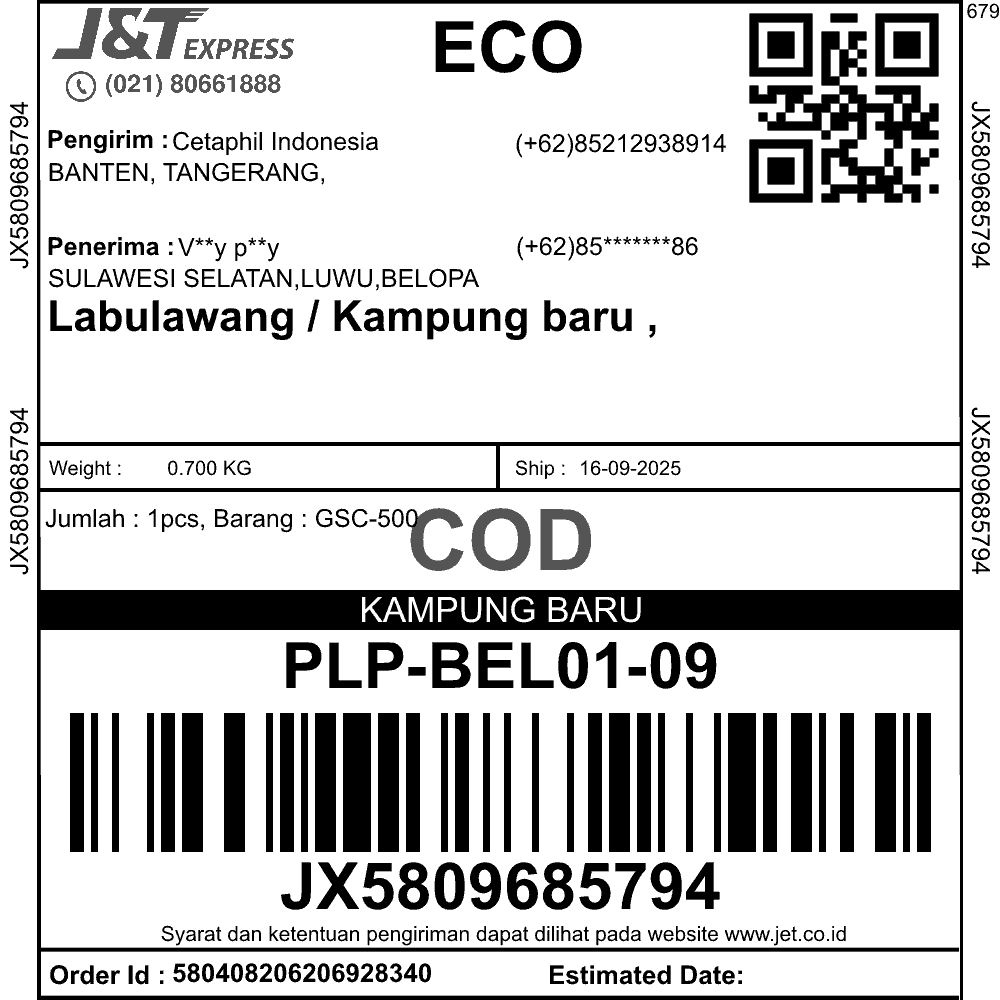 679
J&T EXPRESS
ECO
(021) 80661888
Pengirim : Cetaphil Indonesia (+62)85212938914
BANTEN, TANGERANG,
Penerima : V**y p**y (+62)85*******86
SULAWESI SELATAN,LUWU,BELOPA
Labulawang / Kampung baru ,
JX5809685794
JX5809685794
JX5809685794
JX5809685794
Weight : 0.700 KG Ship : 16-09-2025
Jumlah : 1pcs, Barang : GSC-500
COD
KAMPUNG BARU
PLP-BEL01-09
JX5809685794
Syarat dan ketentuan pengiriman dapat dilihat pada website www.jet.co.id
Order Id : 580408206206928340 Estimated Date: